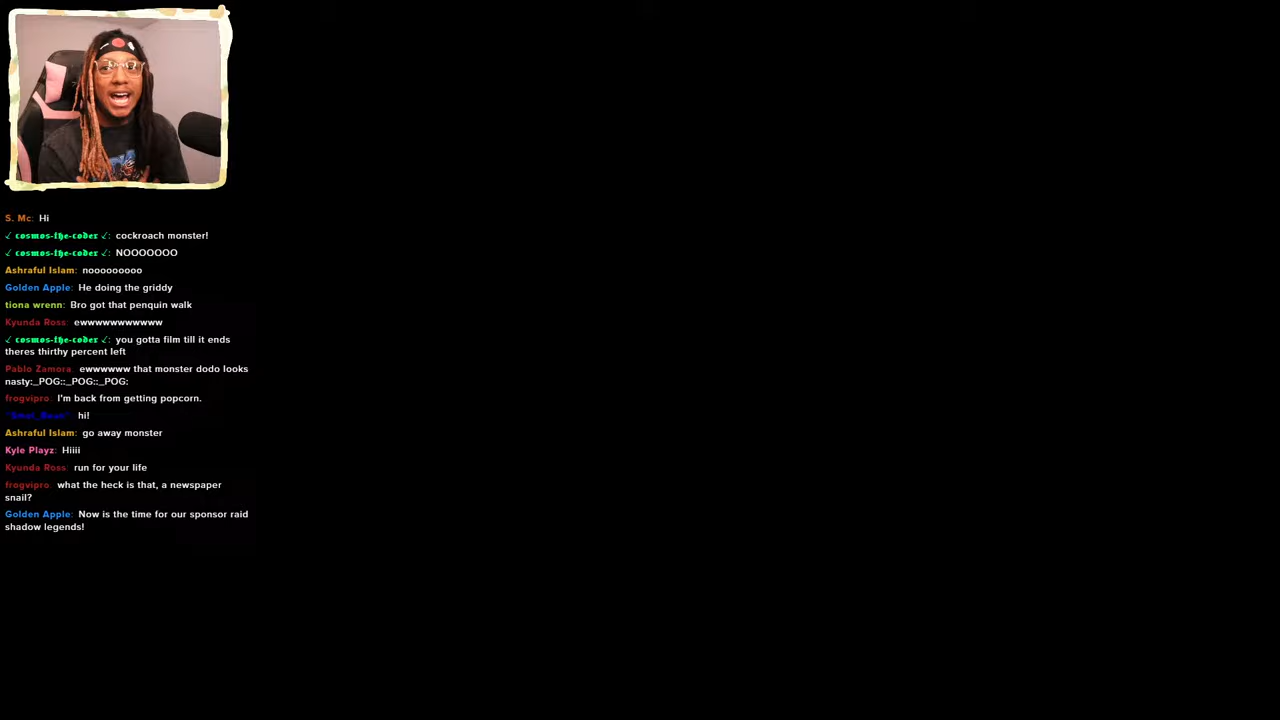 S. Mc: Hi
✓ cosmos-the-coder ✓: cockroach monster!
✓ cosmos-the-coder ✓: NOOOOOOO
Ashraful Islam: nooooooooo
Golden Apple: He doing the griddy
tiona wrenn: Bro got that penquin walk
Kyunda Ross: ewwwwwwwwwww
✓ cosmos-the-coder ✓: you gotta film till it ends
theres thirthy percent left
Pablo Zamora: ewwwwww that monster dodo looks
nasty:_POG::_POG::_POG:
frogvipro: I'm back from getting popcorn.
hi!
Ashraful Islam: go away monster
Kyle Playz: Hiiii
Kyunda Ross: run for your life
frogvipro: what the heck is that, a newspaper
snail?
Golden Apple: Now is the time for our sponsor raid
shadow legends!